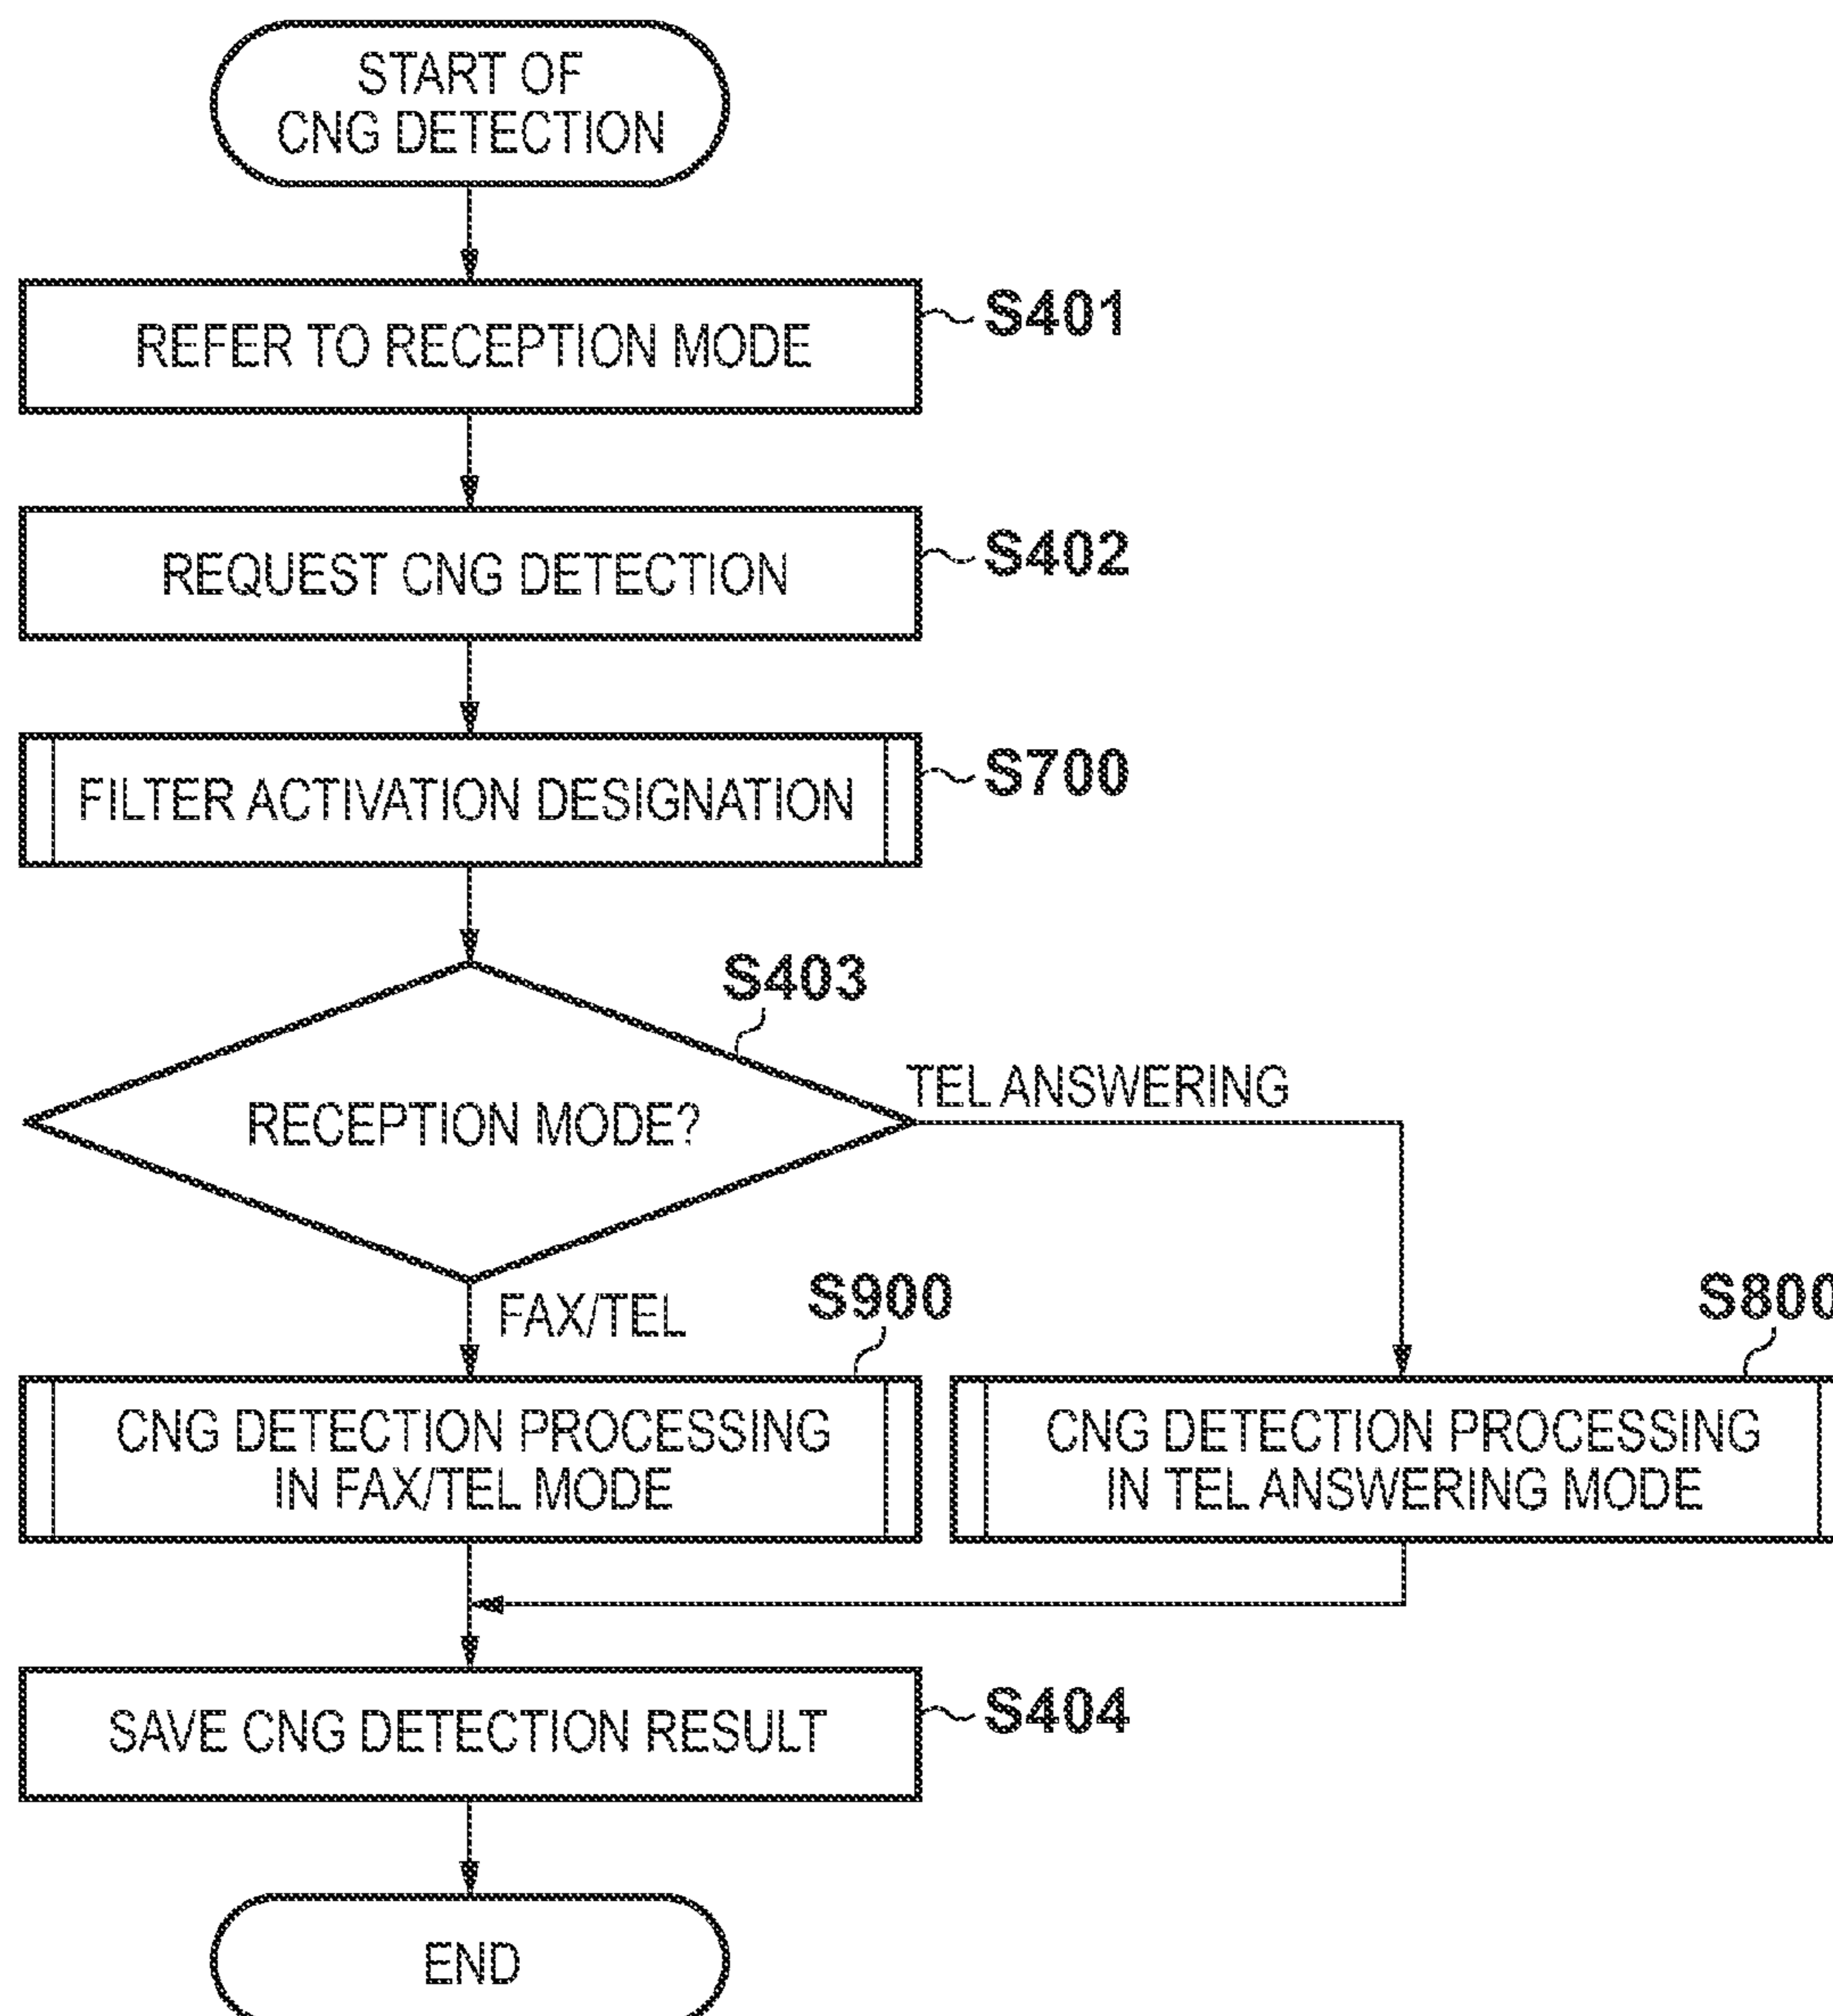 START OF
CNG DETECTION
REFER TO RECEPTION MODE
S401
REQUEST CNG DETECTION
S402
FILTER ACTIVATION DESIGNATION
S700
S403
RECEPTION MODE?
TEL ANSWERING
FAX/TEL
S900
CNG DETECTION PROCESSING
IN FAX/TEL MODE
S800
CNG DETECTION PROCESSING
IN TEL ANSWERING MODE
SAVE CNG DETECTION RESULT
S404
END